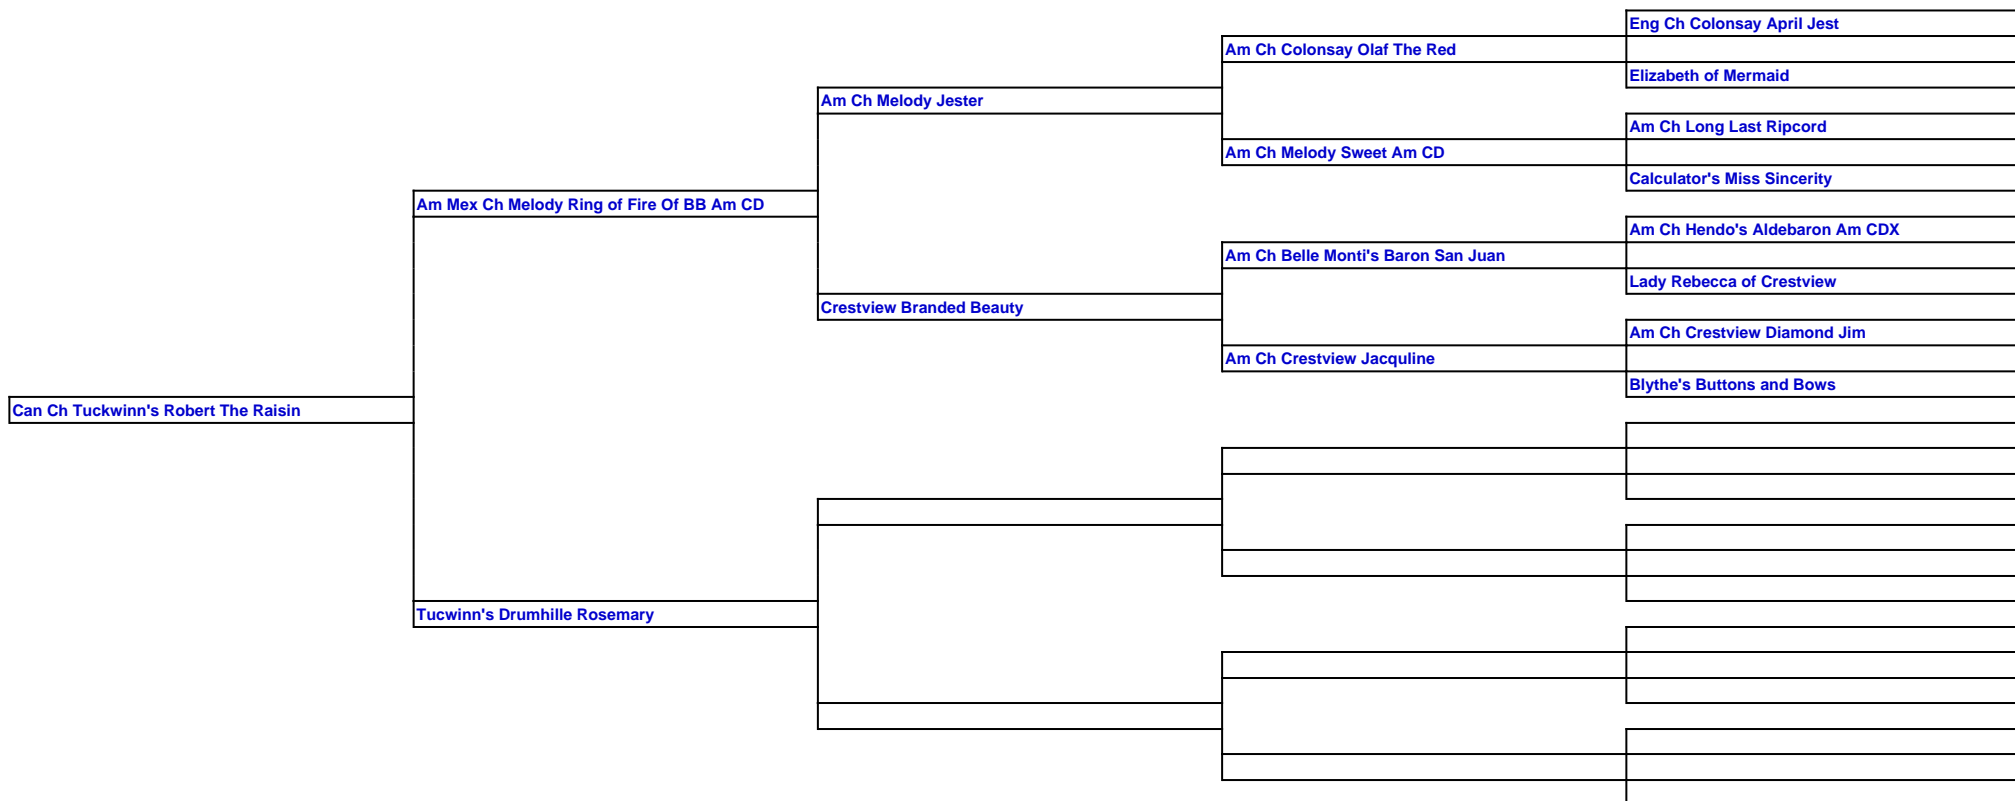 Eng Ch Colonsay April Jest
Am Ch Colonsay Olaf The Red
Elizabeth of Mermaid
Am Ch Melody Jester
Am Ch Long Last Ripcord
Am Ch Melody Sweet Am CD
Calculator's Miss Sincerity
Am Mex Ch Melody Ring of Fire Of BB Am CD
Am Ch Hendo's Aldebaron Am CDX
Am Ch Belle Monti's Baron San Juan
Lady Rebecca of Crestview
Crestview Branded Beauty
Am Ch Crestview Diamond Jim
Am Ch Crestview Jacquline
Blythe's Buttons and Bows
Can Ch Tuckwinn's Robert The Raisin
Tucwinn's Drumhille Rosemary